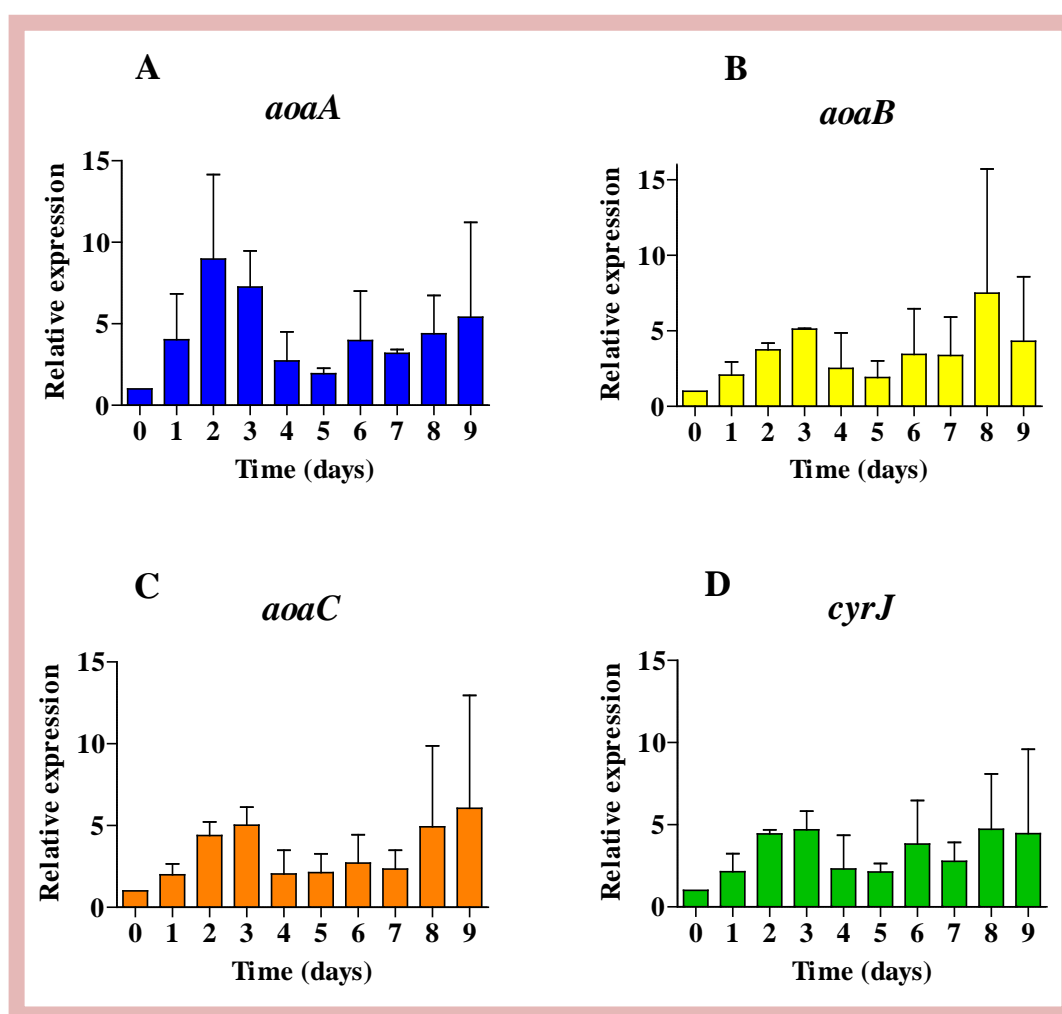 A
aoaA
Relative expression
15
10
5
0
0 1 2 3 4 5 6 7 8 9
Time (days)
B
aoaB
Relative expression
15
10
5
0
0 1 2 3 4 5 6 7 8 9
Time (days)
C
aoaC
Relative expression
15
10
5
0
0 1 2 3 4 5 6 7 8 9
Time (days)
D
cyrJ
Relative expression
15
10
5
0
0 1 2 3 4 5 6 7 8 9
Time (days)